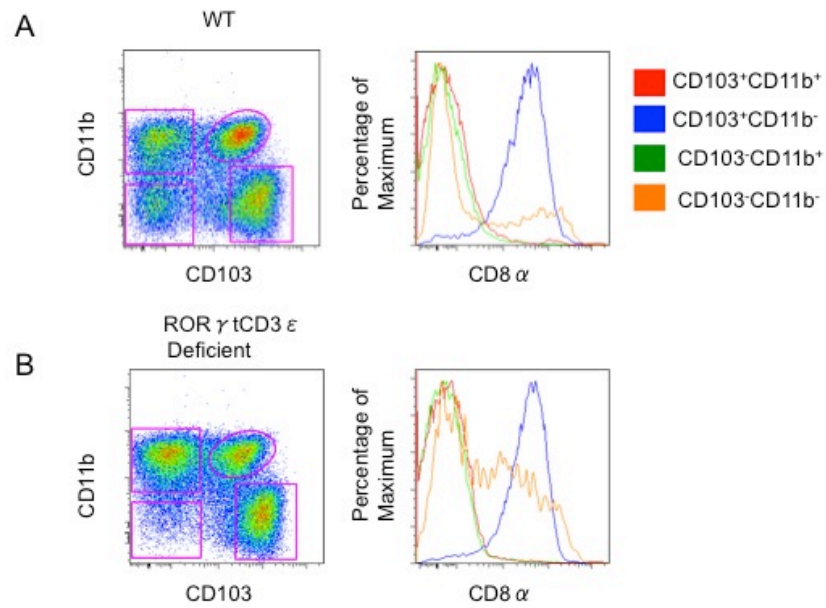 A
WT
CD11b
CD103
Percentage of
Maximum
CD8 α
CD103⁺CD11b⁺
CD103⁺CD11b⁻
CD103⁻CD11b⁺
CD103⁻CD11b⁻
B
ROR γ tCD3 ε
Deficient
CD11b
CD103
Percentage of
Maximum
CD8 α